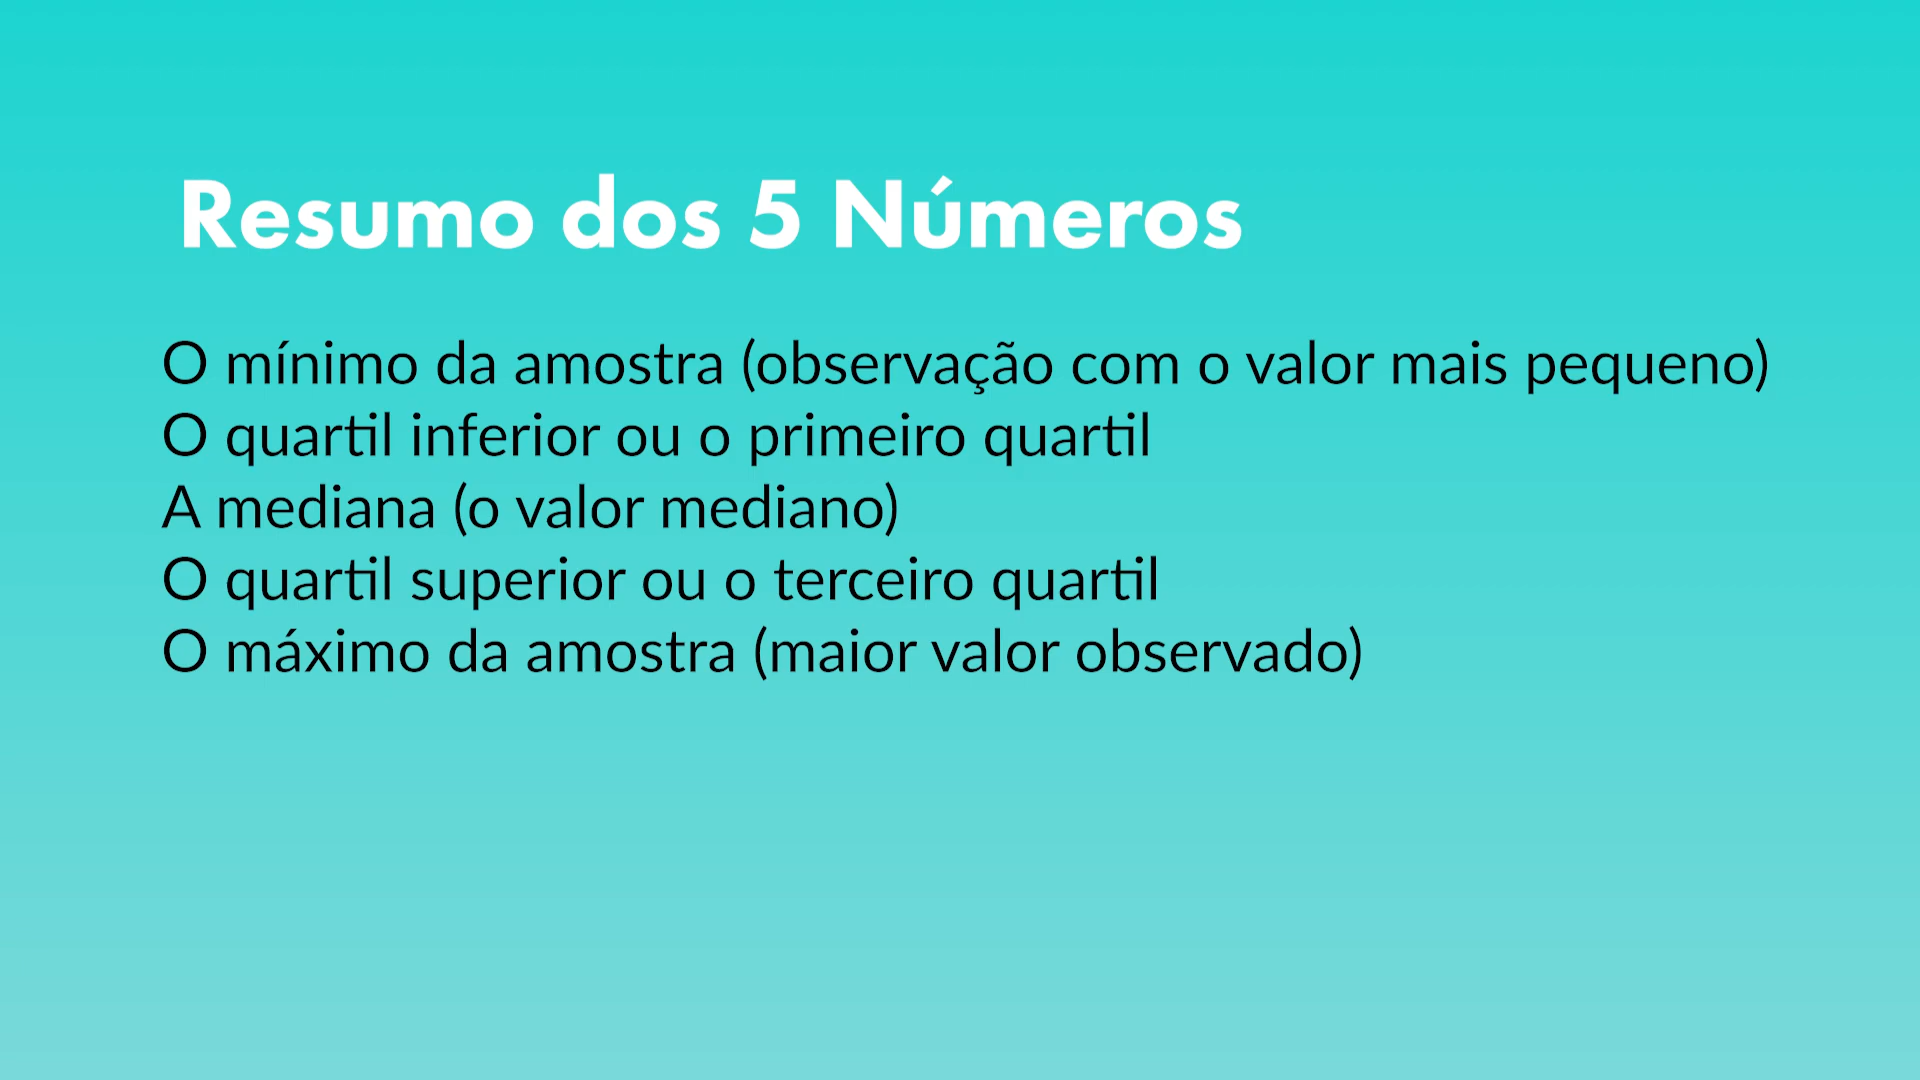 Resumo dos 5 Números
O mínimo da amostra (observação com o valor mais pequeno)
O quartil inferior ou o primeiro quartil
A mediana (o valor mediano)
O quartil superior ou o terceiro quartil
O máximo da amostra (maior valor observado)